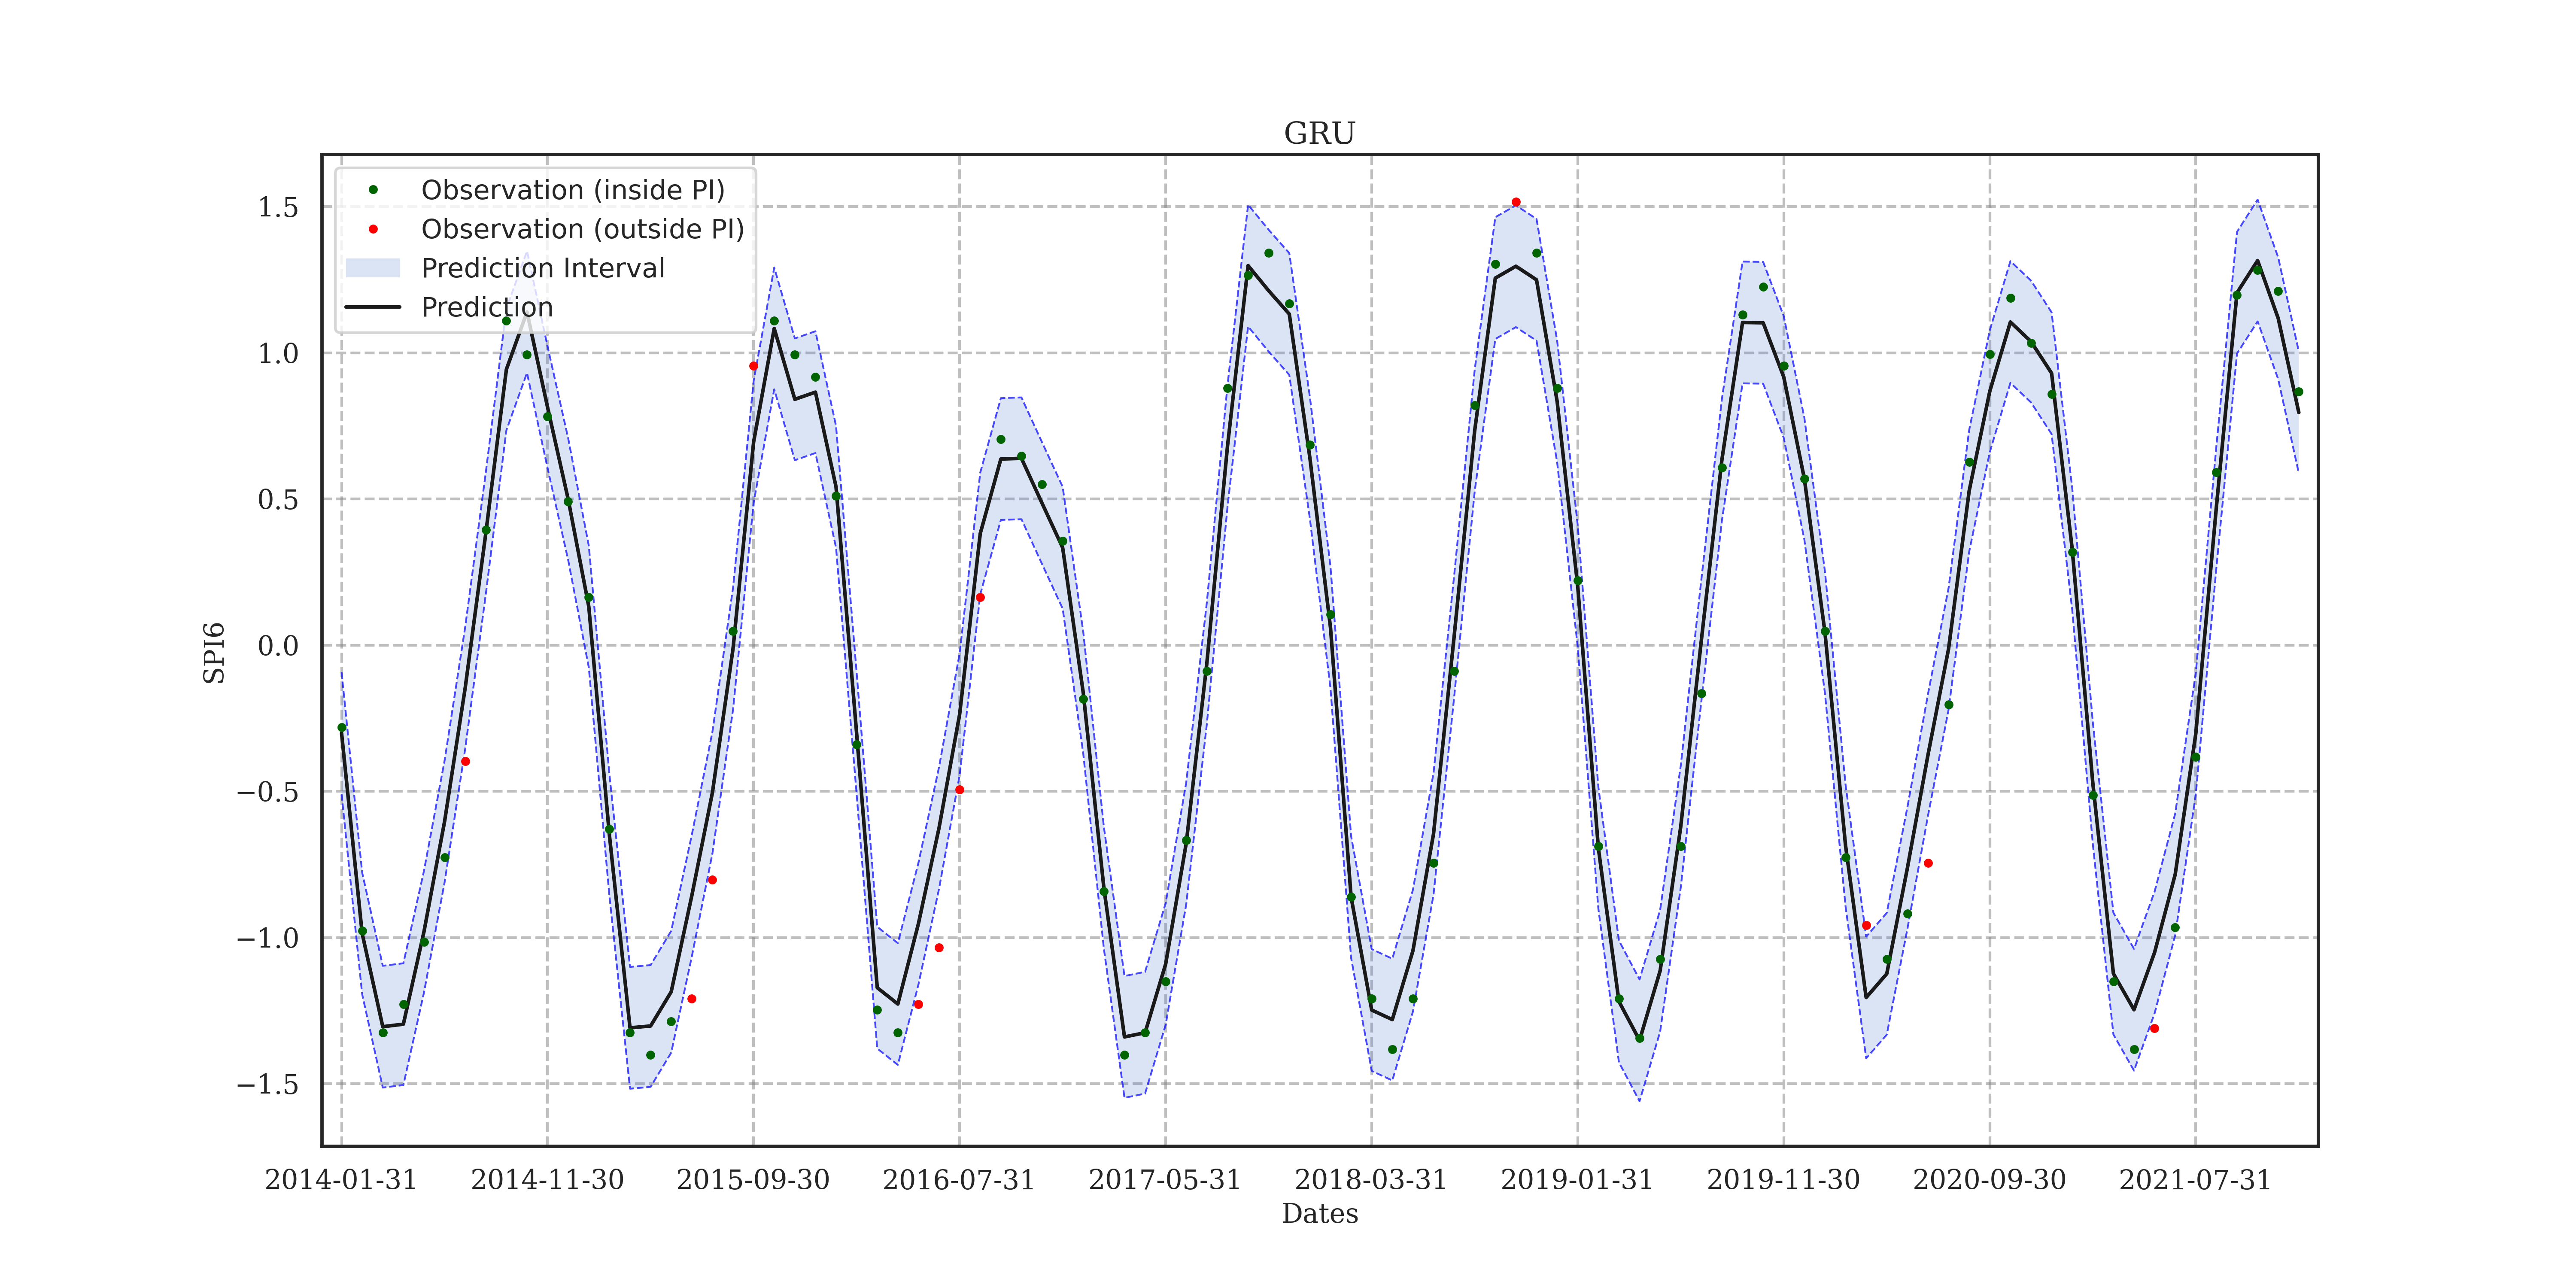 GRU
Observation (inside PI)
Observation (outside PI)
Prediction Interval
Prediction
1.5
1.0
0.5
0.0
−0.5
−1.0
−1.5
SPI6
2014-01-31 2014-11-30 2015-09-30 2016-07-31 2017-05-31 2018-03-31 2019-01-31 2019-11-30 2020-09-30 2021-07-31
Dates